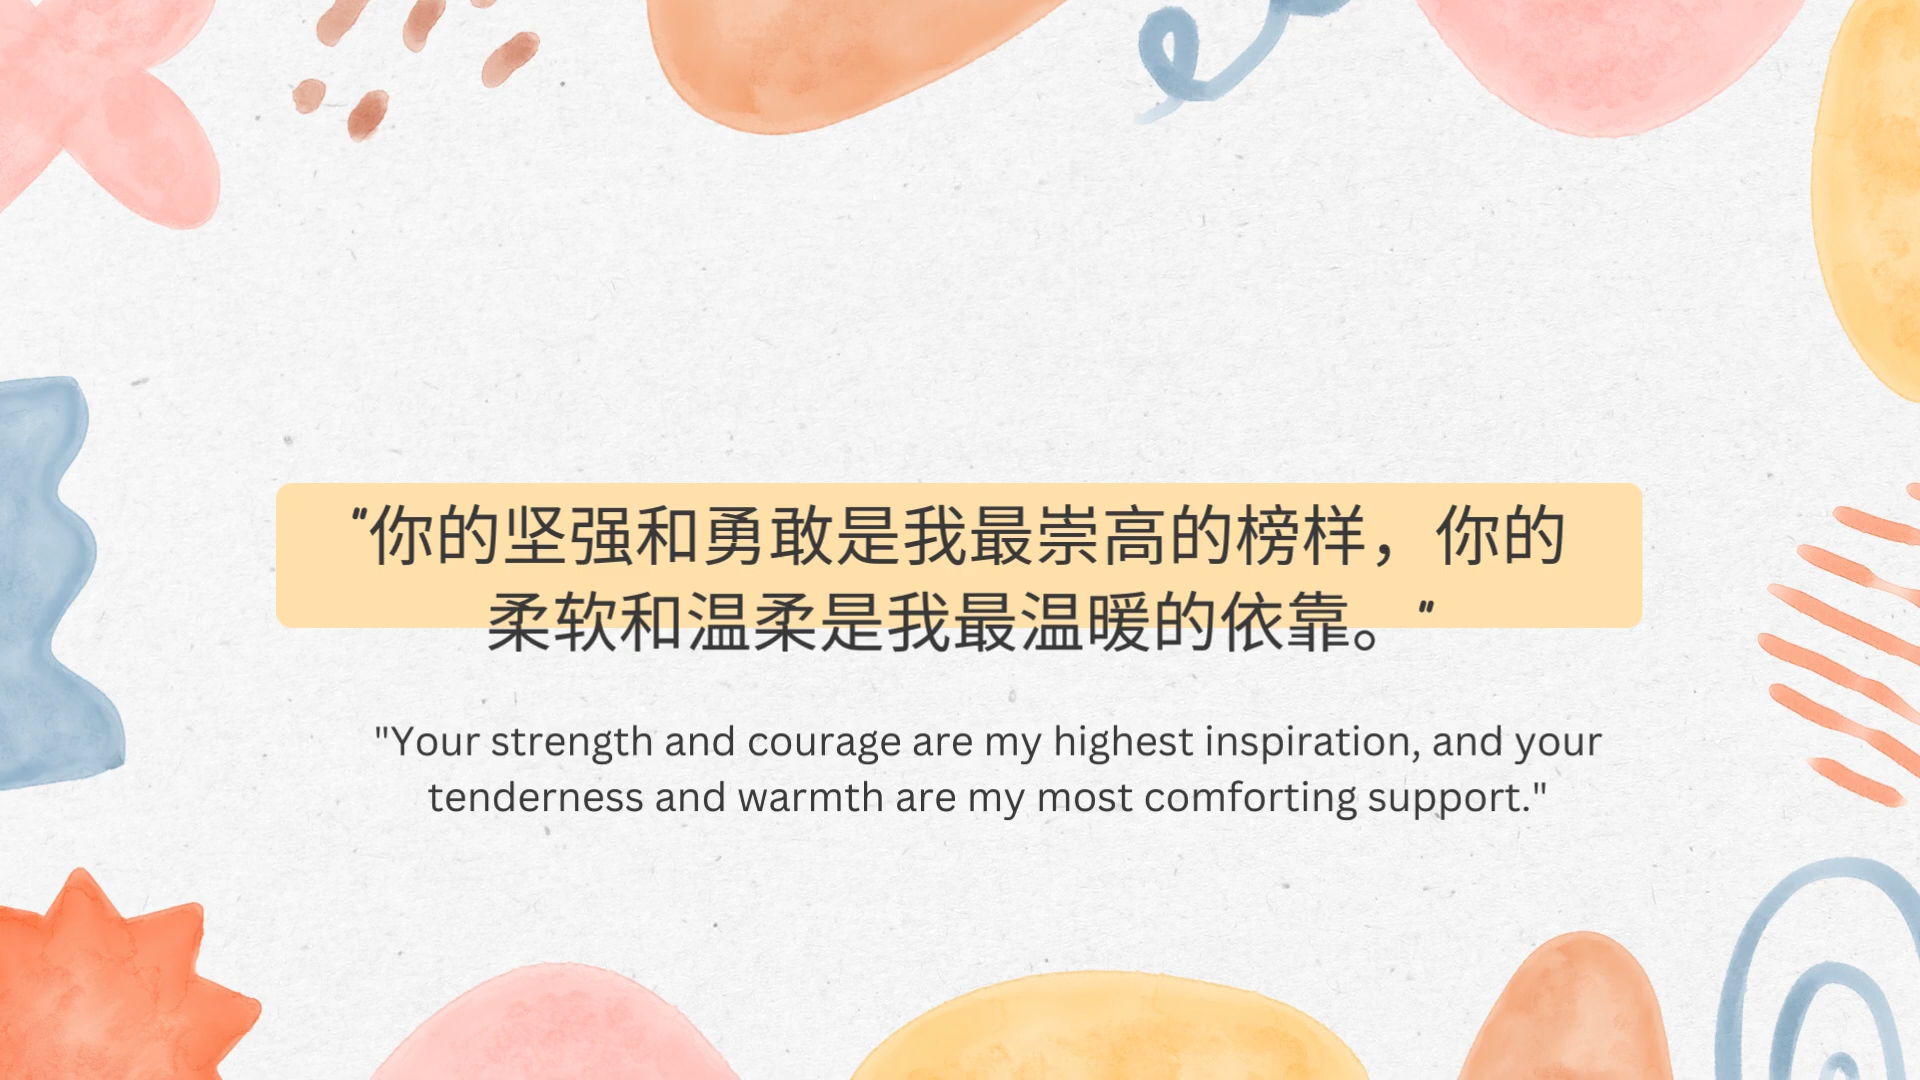 "你的坚强和勇敢是我最崇高的榜样，你的
柔软和温柔是我最温暖的依靠。"
"Your strength and courage are my highest inspiration, and your
tenderness and warmth are my most comforting support."